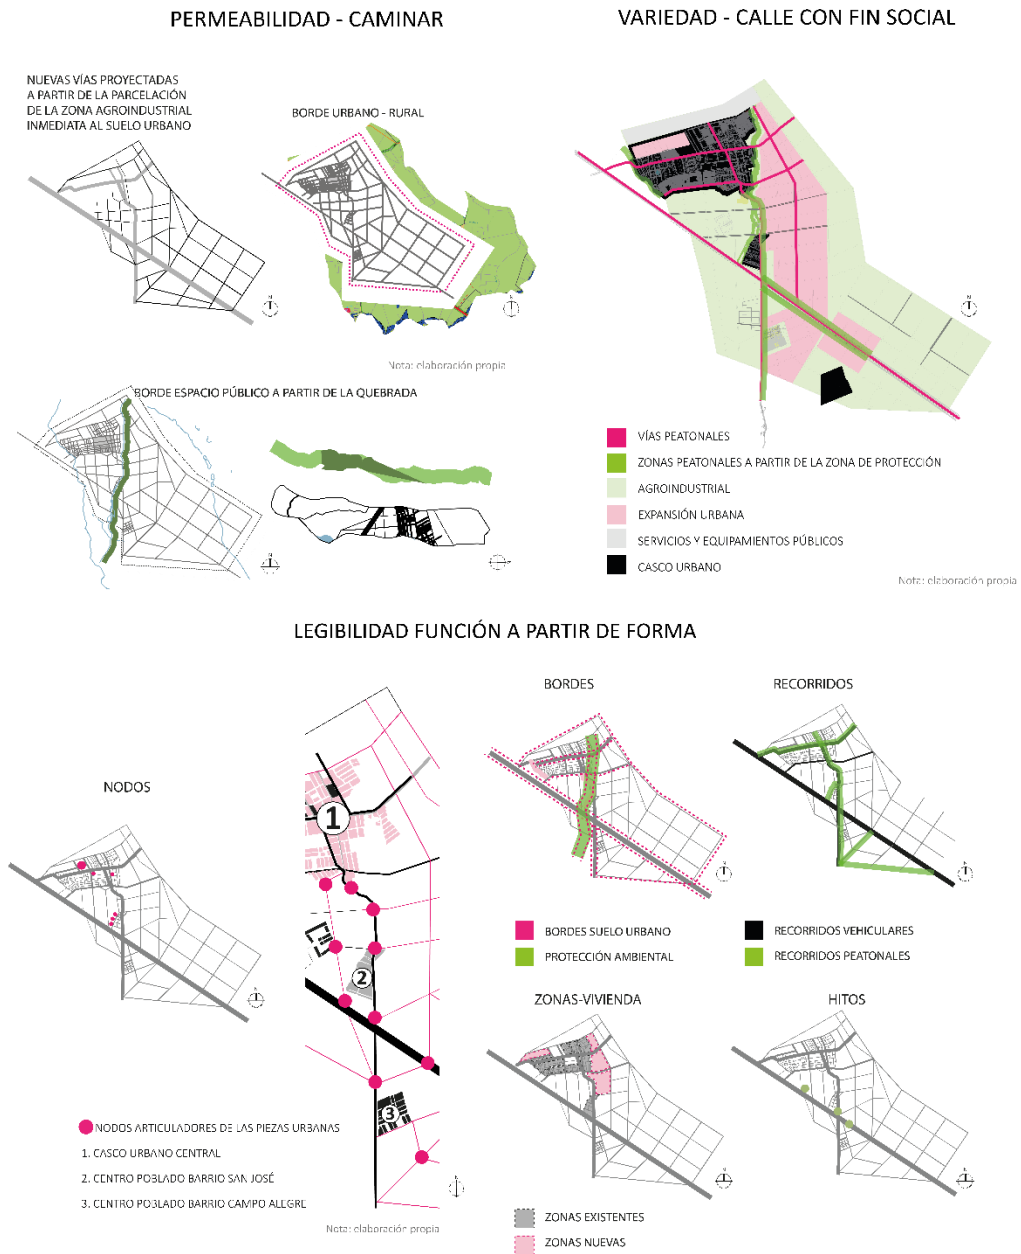 PERMEABILIDAD - CAMINAR
NUEVAS VÍAS PROYECTADAS
A PARTIR DE LA PARCELACIÓN
DE LA ZONA AGROINDUSTRIAL
INMEDIATA AL SUELO URBANO
BORDE URBANO - RURAL
N
N
Nota: elaboración propia
BORDE ESPACIO PÚBLICO A PARTIR DE LA QUEBRADA
N
VARIEDAD - CALLE CON FIN SOCIAL
N
VÍAS PEATONALES
ZONAS PEATONALES A PARTIR DE LA ZONA DE PROTECCIÓN
AGROINDUSTRIAL
EXPANSIÓN URBANA
SERVICIOS Y EQUIPAMIENTOS PÚBLICOS
CASCO URBANO
Nota: elaboración propia
LEGIBILIDAD FUNCIÓN A PARTIR DE FORMA
NODOS
N
1
2
3
NODOS ARTICULADORES DE LAS PIEZAS URBANAS
1. CASCO URBANO CENTRAL
2. CENTRO POBLADO BARRIO SAN JOSÉ
3. CENTRO POBLADO BARRIO CAMPO ALEGRE
Nota: elaboración propia
BORDES
N
BORDES SUELO URBANO
PROTECCIÓN AMBIENTAL
RECORRIDOS
N
RECORRIDOS VEHICULARES
RECORRIDOS PEATONALES
ZONAS-VIVIENDA
N
ZONAS EXISTENTES
ZONAS NUEVAS
HITOS
N